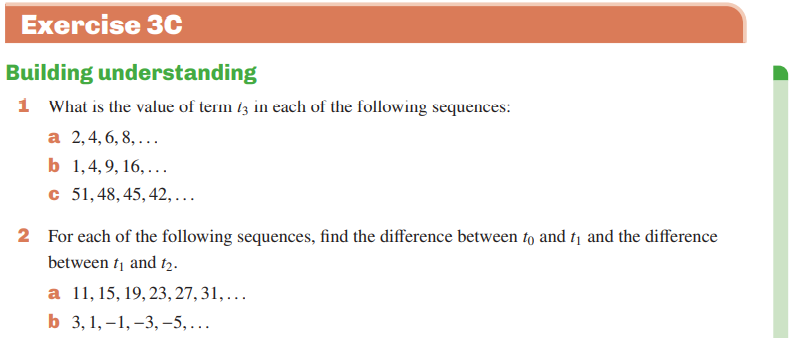 Exercise 3C
Building understanding
1 What is the value of term t₃ in each of the following sequences:
a 2, 4, 6, 8, . . .
b 1, 4, 9, 16, . . .
c 51, 48, 45, 42, . . .
2 For each of the following sequences, find the difference between t₀ and t₁ and the difference
between t₁ and t₂.
a 11, 15, 19, 23, 27, 31, . . .
b 3, 1, −1, −3, −5, . . .